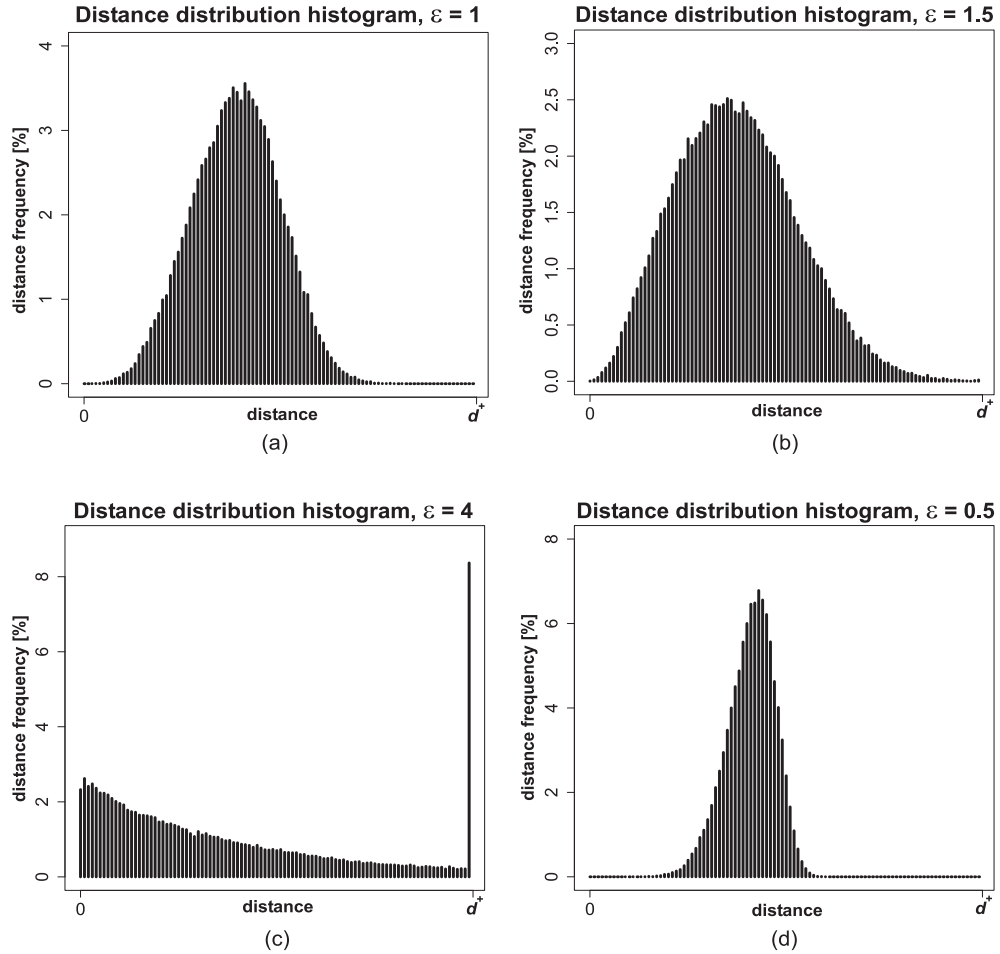 Distance distribution histogram, ε = 1
4
3
2
1
0
distance frequency [%]
0 distance d+
(a)
Distance distribution histogram, ε = 1.5
3.0
2.5
2.0
1.5
1.0
0.5
0.0
distance frequency [%]
0 distance d+
(b)
Distance distribution histogram, ε = 4
8
6
4
2
0
distance frequency [%]
0 distance d+
(c)
Distance distribution histogram, ε = 0.5
8
6
4
2
0
distance frequency [%]
0 distance d+
(d)